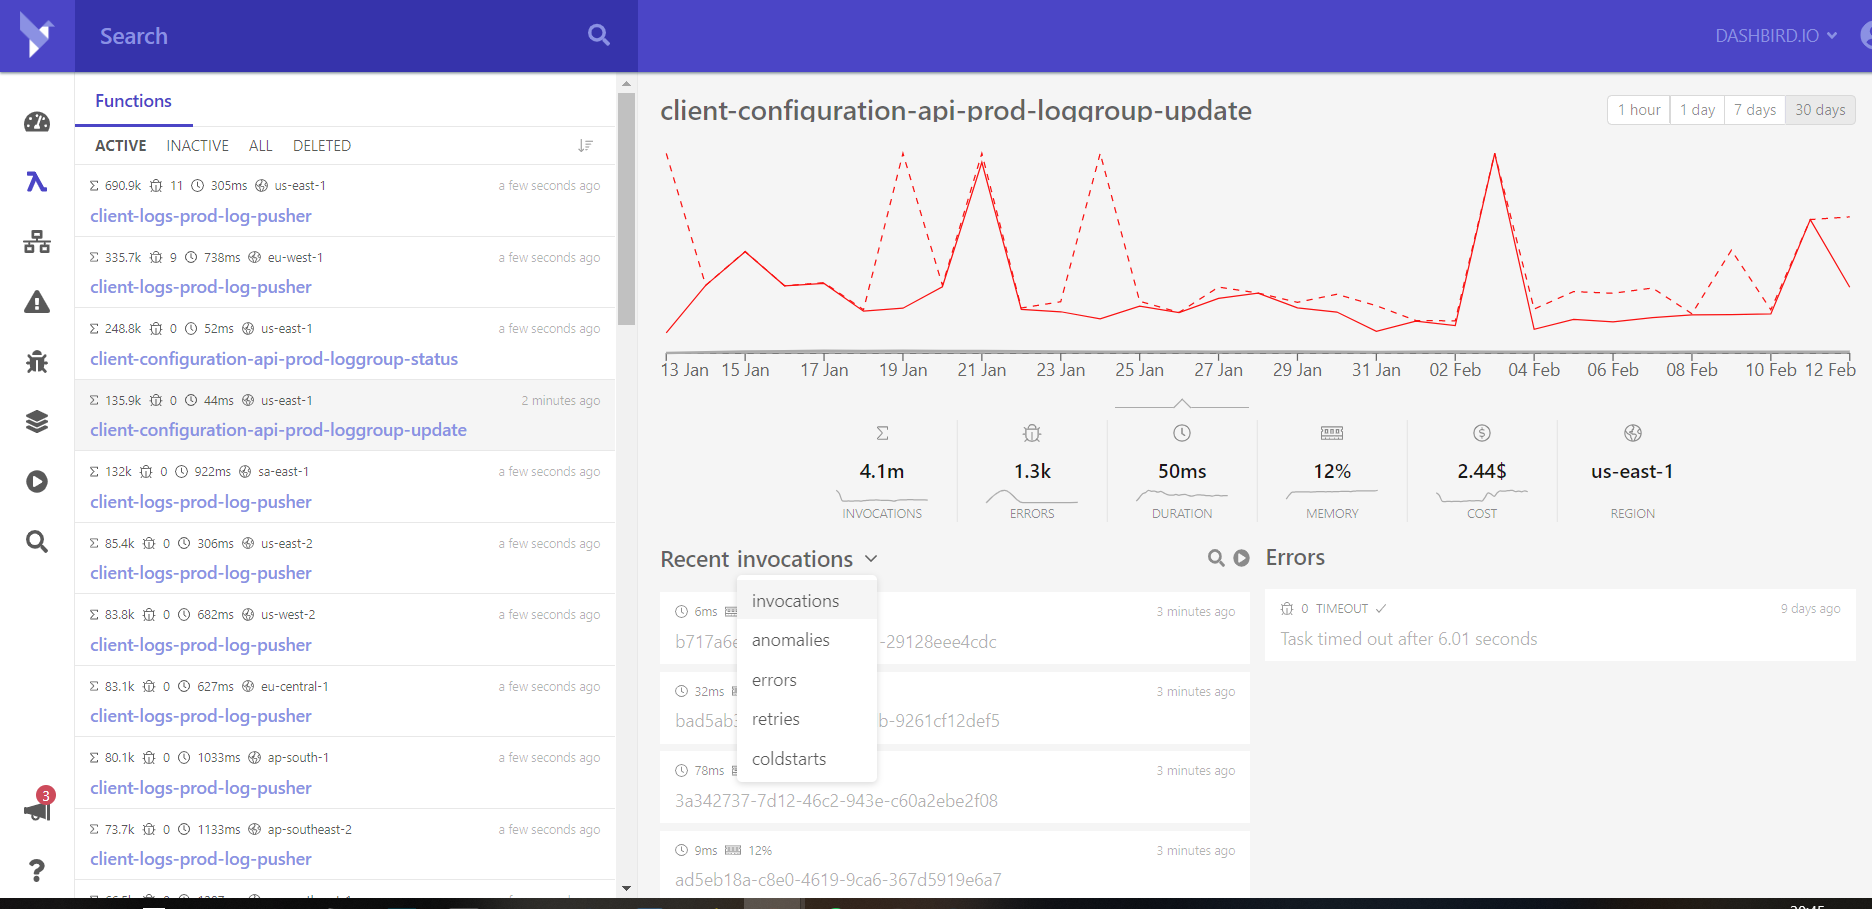 Search
DASHBIRD.IO
Functions
ACTIVE INACTIVE ALL DELETED
690.9k 11 305ms us-east-1 a few seconds ago
client-logs-prod-log-pusher
335.7k 9 738ms eu-west-1 a few seconds ago
client-logs-prod-log-pusher
248.8k 0 52ms us-east-1 a few seconds ago
client-configuration-api-prod-loggroup-status
135.9k 0 44ms us-east-1 2 minutes ago
client-configuration-api-prod-loggroup-update
132k 0 922ms sa-east-1 a few seconds ago
client-logs-prod-log-pusher
85.4k 0 306ms us-east-2 a few seconds ago
client-logs-prod-log-pusher
83.8k 0 682ms us-west-2 a few seconds ago
client-logs-prod-log-pusher
83.1k 0 627ms eu-central-1 a few seconds ago
client-logs-prod-log-pusher
80.1k 0 1033ms ap-south-1 a few seconds ago
client-logs-prod-log-pusher
73.7k 0 1133ms ap-southeast-2 a few seconds ago
client-logs-prod-log-pusher
3
?
client-configuration-api-prod-loggroup-update
1 hour 1 day 7 days 30 days
13 Jan 15 Jan 17 Jan 19 Jan 21 Jan 23 Jan 25 Jan 27 Jan 29 Jan 31 Jan 02 Feb 04 Feb 06 Feb 08 Feb 10 Feb 12 Feb
4.1m 1.3k 50ms 12% 2.44$ us-east-1
INVOCATIONS ERRORS DURATION MEMORY COST REGION
Recent invocations
invocations
anomalies
errors
retries
coldstarts
6ms 3 minutes ago
b717a6 -29128eee4cdc
32ms 3 minutes ago
bad5ab b-9261cf12def5
78ms 3 minutes ago
3a342737-7d12-46c2-943e-c60a2ebe2f08
9ms 12% 3 minutes ago
ad5eb18a-c8e0-4619-9ca6-367d5919e6a7
Errors
0 TIMEOUT 9 days ago
Task timed out after 6.01 seconds